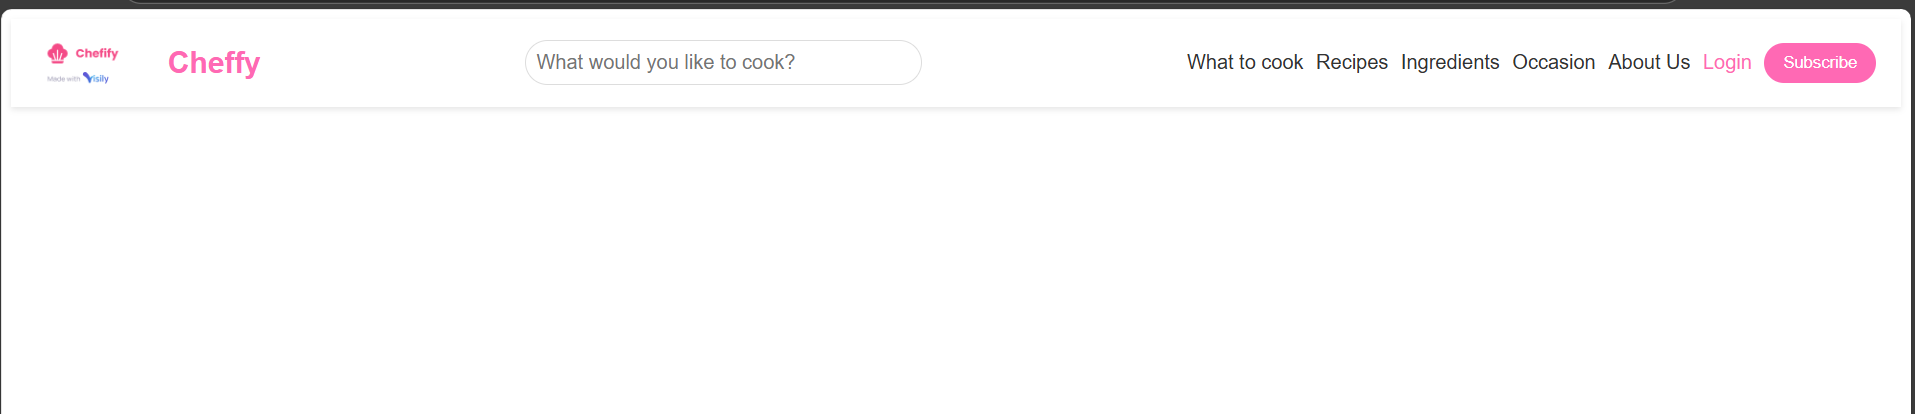 Chefify
Made with Visily
Cheffy
What would you like to cook?
What to cook Recipes Ingredients Occasion About Us Login Subscribe